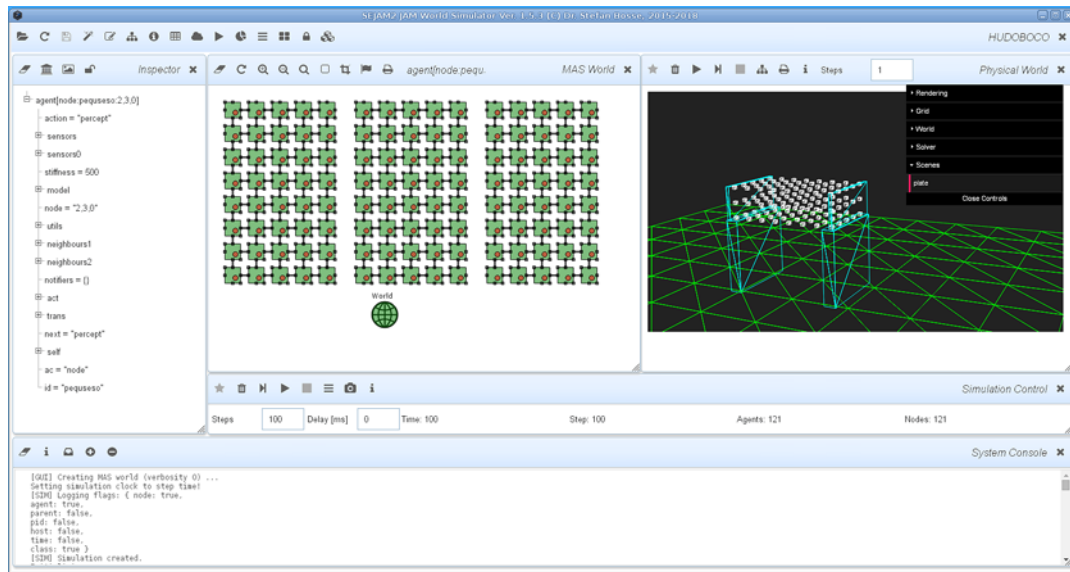 SEJAM2 JAM World Simulator Ver. 1.5.3 (C) Dr. Stefan Bosse, 2015-2018
HUDOBOCO
Inspector
agent[node:pequ.
MAS World
Steps
1
Physical World
agent[node:pequseso:2,3,0]
action = "percept"
sensors
sensors0
stiffness = 500
model
node = "2,3,0"
utils
neighbours1
neighbours2
notifiers = {}
act
trans
next = "percept"
self
ac = "node"
id = "pequseso"
World
Rendering
Grid
World
Solver
Scenes
plate
Close Controls
Simulation Control
Steps
100
Delay [ms]
0
Time: 100
Step: 100
Agents: 121
Nodes: 121
System Console
[GUI] Creating MAS world (verbosity 0) ...
Setting simulation clock to step time!
[SIM] Logging flags: { node: true,
agent: true,
parent: false,
pid: false,
host: false,
time: false,
class: true }
[SIM] Simulation created.